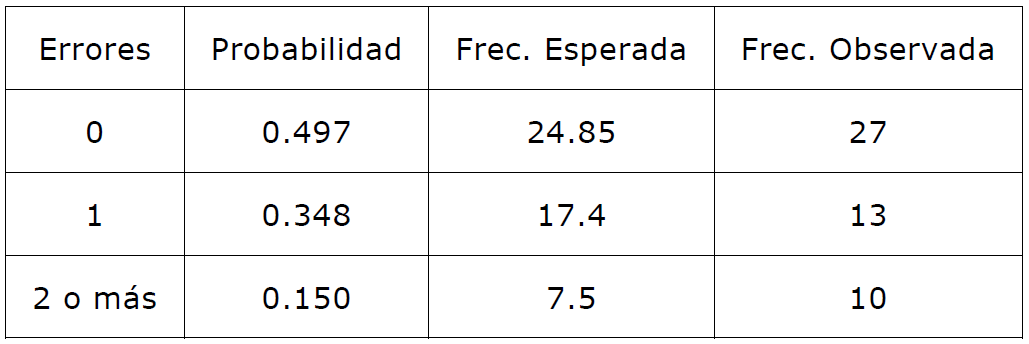 Errores Probabilidad Frec. Esperada Frec. Observada
0 0.497 24.85 27
1 0.348 17.4 13
2 o más 0.150 7.5 10